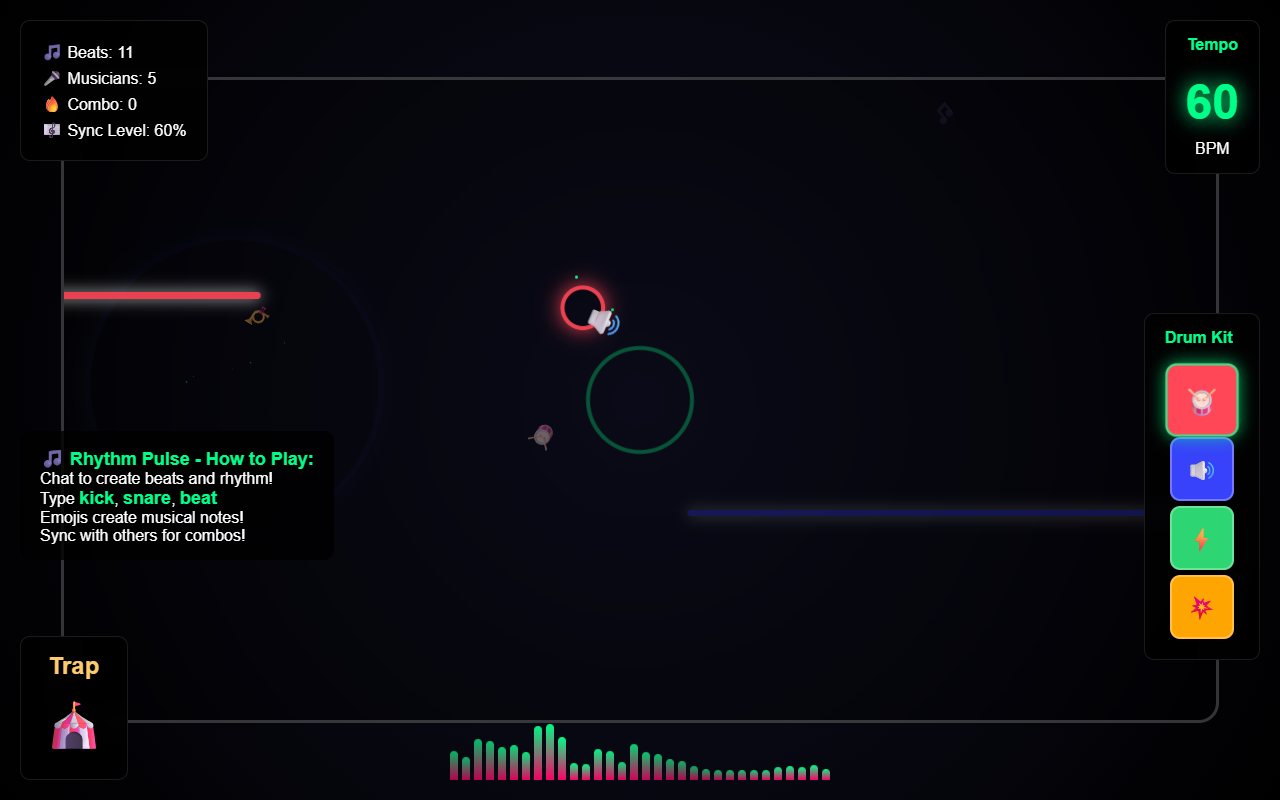 Beats: 11
Musicians: 5
Combo: 0
Sync Level: 60%
Tempo
60
BPM
Drum Kit
Rhythm Pulse - How to Play:
Chat to create beats and rhythm!
Type kick, snare, beat
Emojis create musical notes!
Sync with others for combos!
Trap